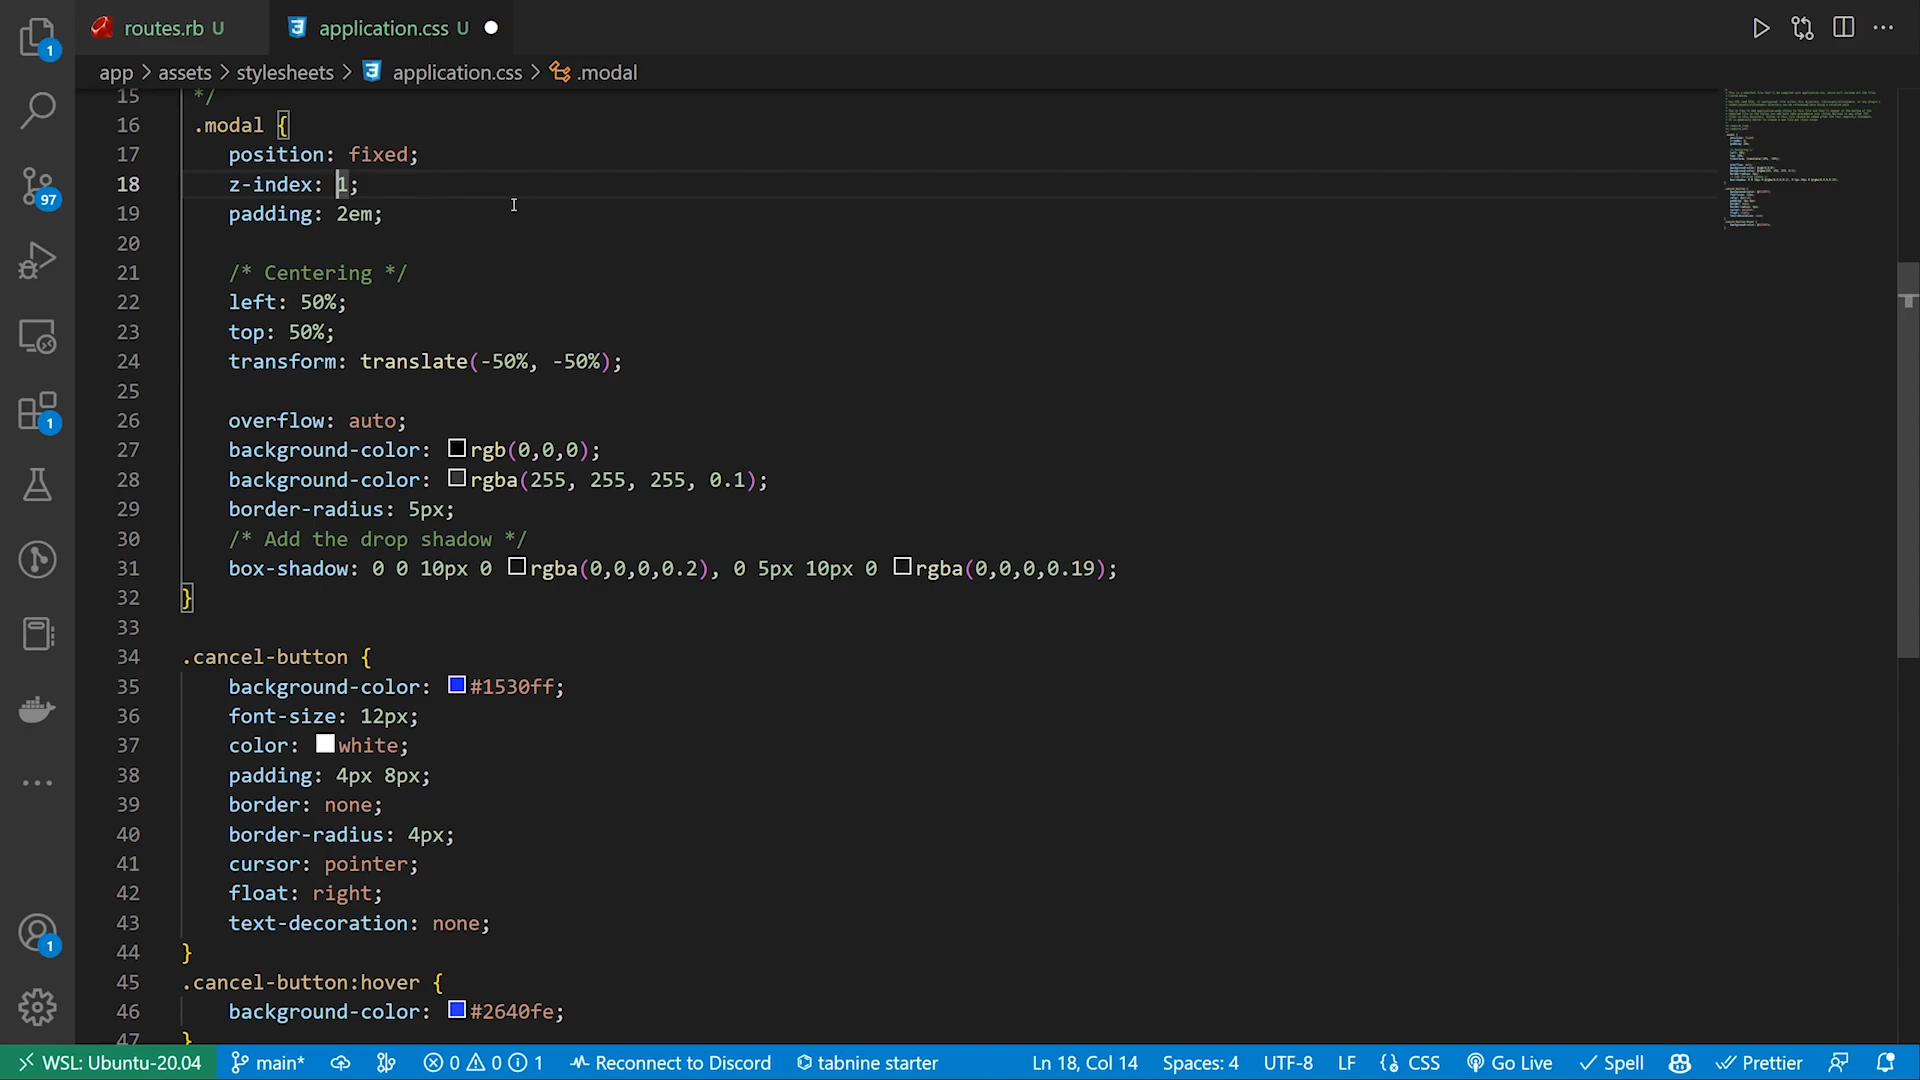 routes.rb U
application.css U
app > assets > stylesheets > application.css > .modal
15 */
16 .modal {
17 position: fixed;
18 z-index: 1;
19 padding: 2em;
20
21 /* Centering */
22 left: 50%;
23 top: 50%;
24 transform: translate(-50%, -50%);
25
26 overflow: auto;
27 background-color: rgb(0,0,0);
28 background-color: rgba(255, 255, 255, 0.1);
29 border-radius: 5px;
30 /* Add the drop shadow */
31 box-shadow: 0 0 10px 0 rgba(0,0,0,0.2), 0 5px 10px 0 rgba(0,0,0,0.19);
32 }
33
34 .cancel-button {
35 background-color: #1530ff;
36 font-size: 12px;
37 color: white;
38 padding: 4px 8px;
39 border: none;
40 border-radius: 4px;
41 cursor: pointer;
42 float: right;
43 text-decoration: none;
44 }
45 .cancel-button:hover {
46 background-color: #2640fe;
47 }
1
97
1
1
WSL: Ubuntu-20.04 main* 0 0 1 Reconnect to Discord tabnine starter Ln 18, Col 14 Spaces: 4 UTF-8 LF {} CSS Go Live Spell Prettier